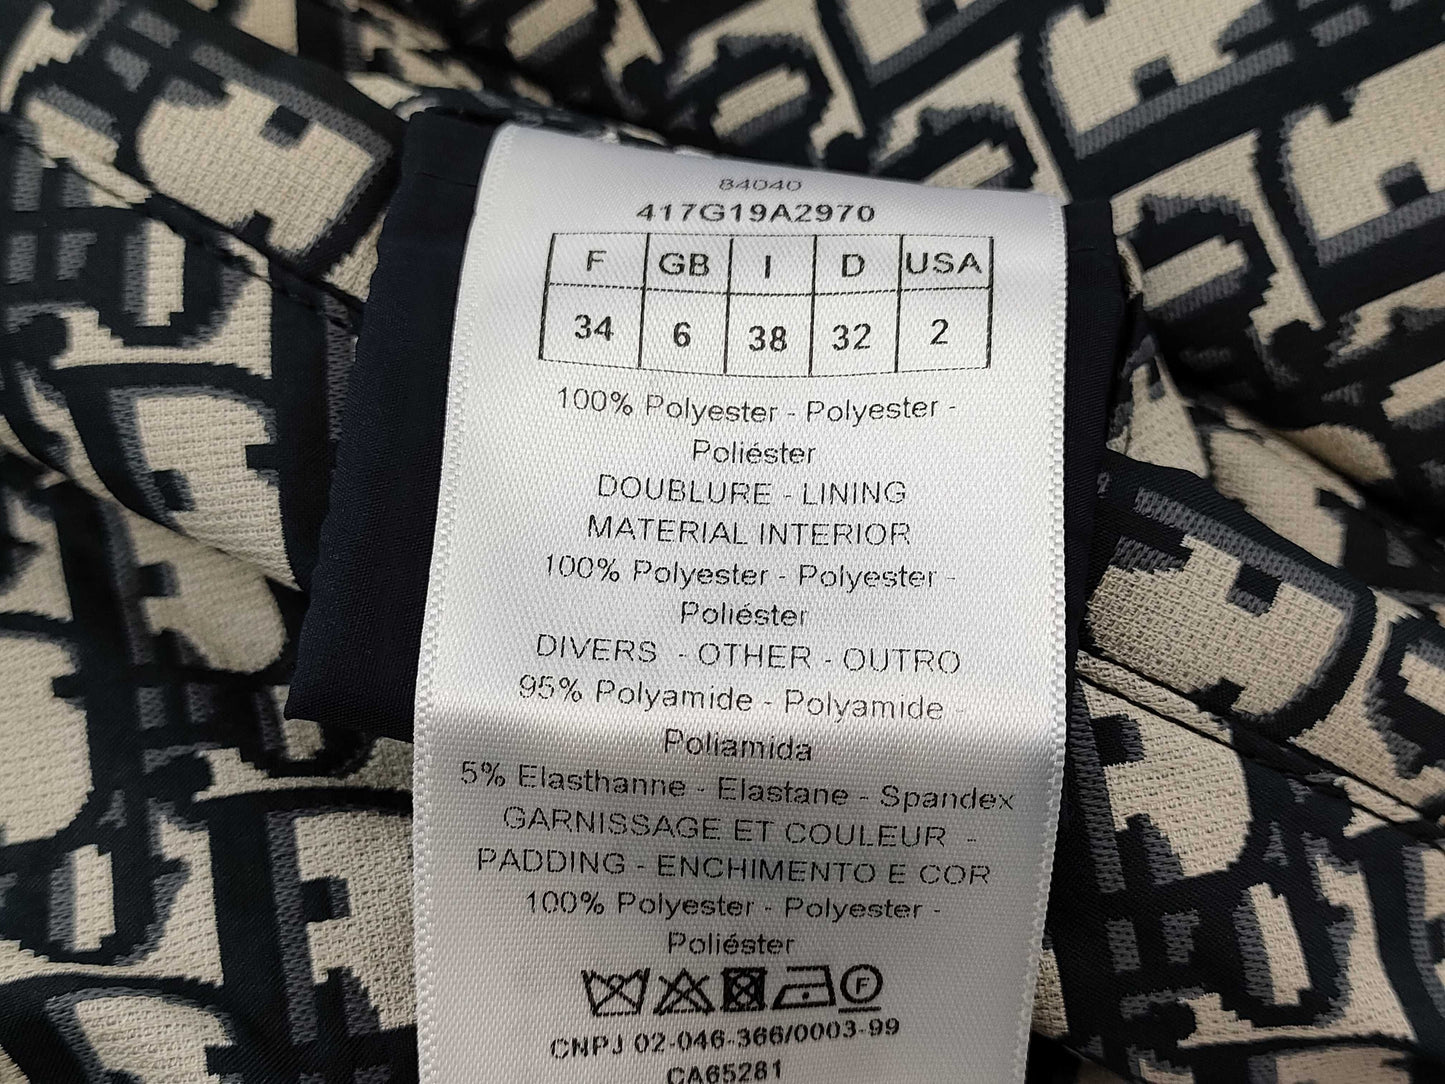 84040
417G19A2970
F GB I D USA
34 6 38 32 2
100% Polyester - Polyester -
Poliéster
DOUBLURE - LINING
MATERIAL INTERIOR
100% Polyester - Polyester -
Poliéster
DIVERS - OTHER - OUTRO
95% Polyamide - Polyamide -
Poliamida
5% Elasthanne - Elastane - Spandex
GARNISSAGE ET COULEUR -
PADDING - ENCHIMENTO E COR
100% Polyester - Polyester -
Poliéster
F
CNPJ 02-046-366/0003-99
CA65281